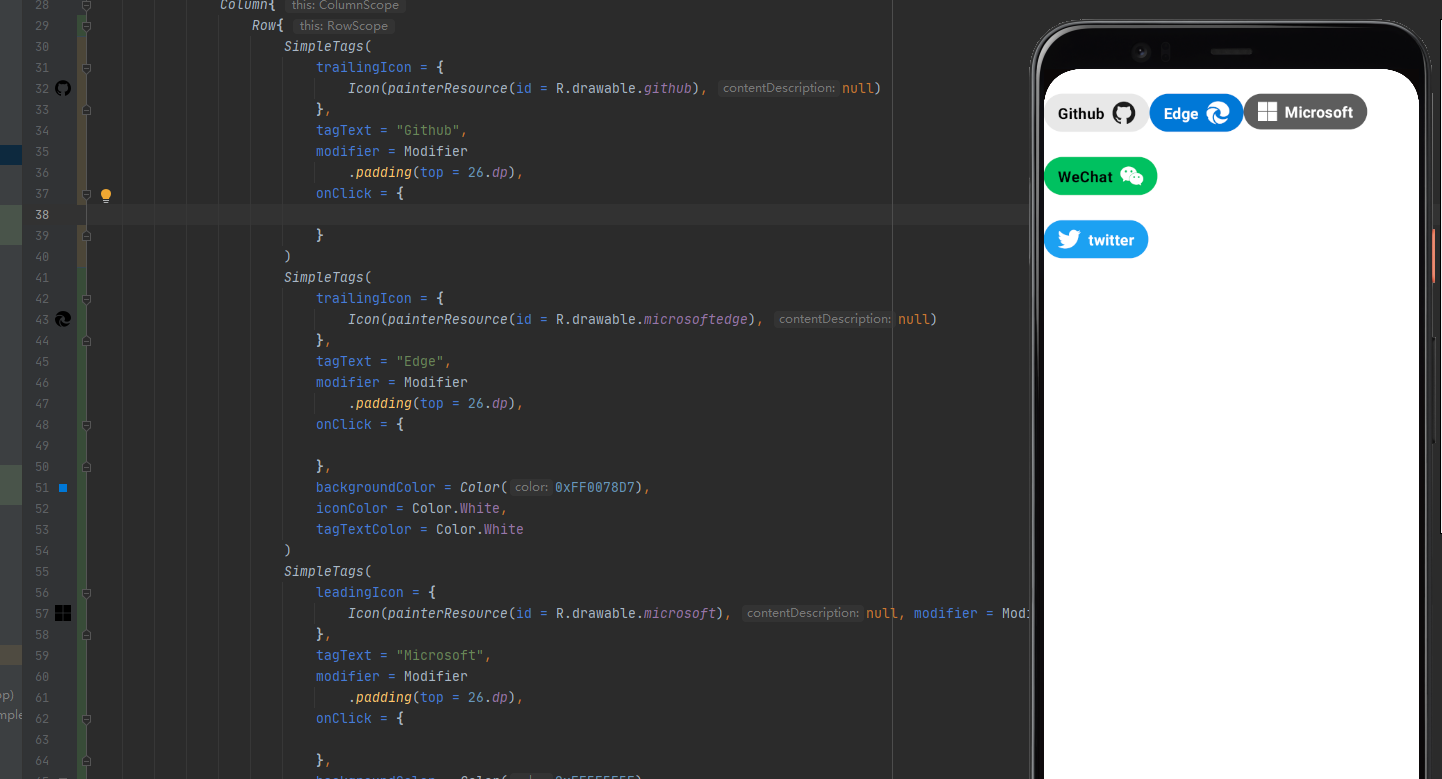 28 Column{ this: ColumnScope
29 Row{ this: RowScope
30 SimpleTags(
31 trailingIcon = {
32 Icon(painterResource(id = R.drawable.github), contentDescription: null)
33 },
34 tagText = "Github",
35 modifier = Modifier
36 .padding(top = 26.dp),
37 onClick = {
38
39 }
40 )
41 SimpleTags(
42 trailingIcon = {
43 Icon(painterResource(id = R.drawable.microsoftedge), contentDescription: null)
44 },
45 tagText = "Edge",
46 modifier = Modifier
47 .padding(top = 26.dp),
48 onClick = {
49
50 },
51 backgroundColor = Color( color: 0xFF0078D7),
52 iconColor = Color.White,
53 tagTextColor = Color.White
54 )
55 SimpleTags(
56 leadingIcon = {
57 Icon(painterResource(id = R.drawable.microsoft), contentDescription: null, modifier = Modi
58 },
59 tagText = "Microsoft",
60 modifier = Modifier
61 .padding(top = 26.dp),
62 onClick = {
63
64 },
Github Edge Microsoft
WeChat
twitter